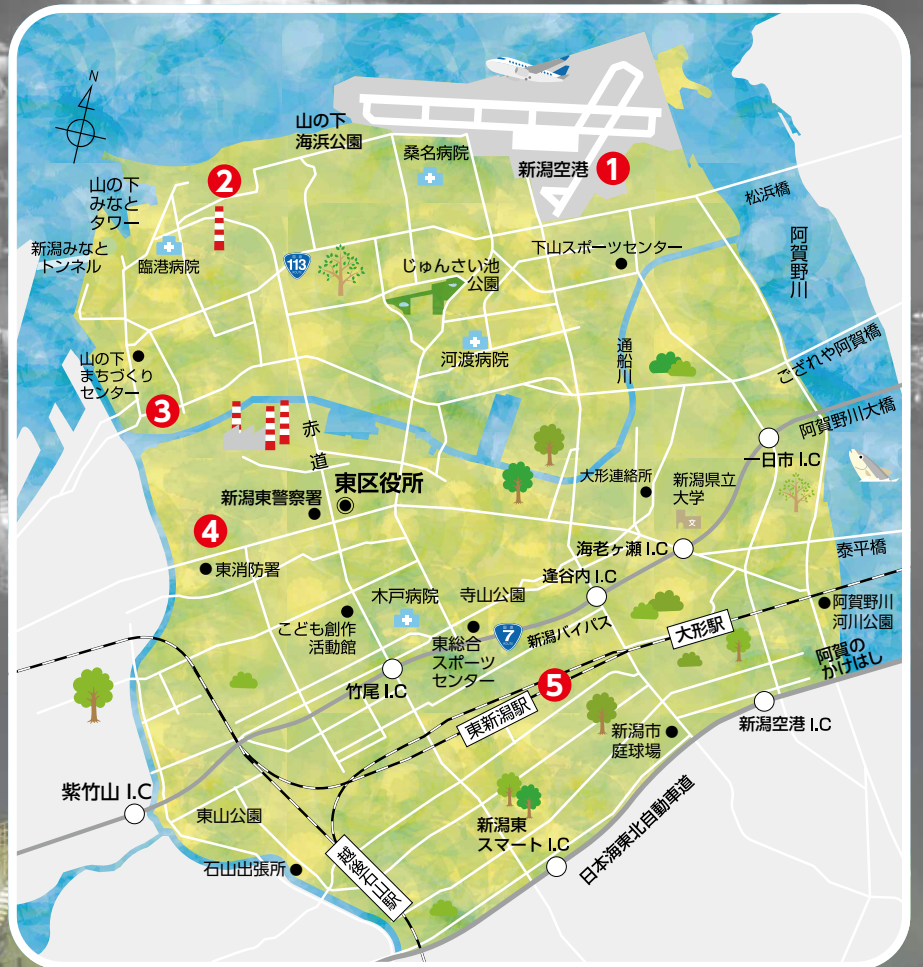 N
山の下
海浜公園
桑名病院
新潟空港
1
2
山の下
みなと
タワー
松浜橋
新潟みなと
トンネル
臨港病院
113
じゅんさい池
公園
下山スポーツセンター
阿賀野川
河渡病院
通船川
ござれや阿賀橋
山の下
まちづくり
センター
3
阿賀野川大橋
赤道
一日市 I.C
東区役所
新潟東警察署
大形連絡所
新潟県立
大学
文
4
東消防署
海老ヶ瀬 I.C
泰平橋
逢谷内 I.C
木戸病院
寺山公園
こども創作
活動館
7
新潟バイパス
大形駅
阿賀野川
河川公園
東総合
スポーツ
センター
阿賀の
かけはし
竹尾 I.C
5
東新潟駅
新潟市
庭球場
新潟空港 I.C
紫竹山 I.C
東山公園
新潟東
スマート I.C
日本海東北自動車道
石山出張所
越後石山駅